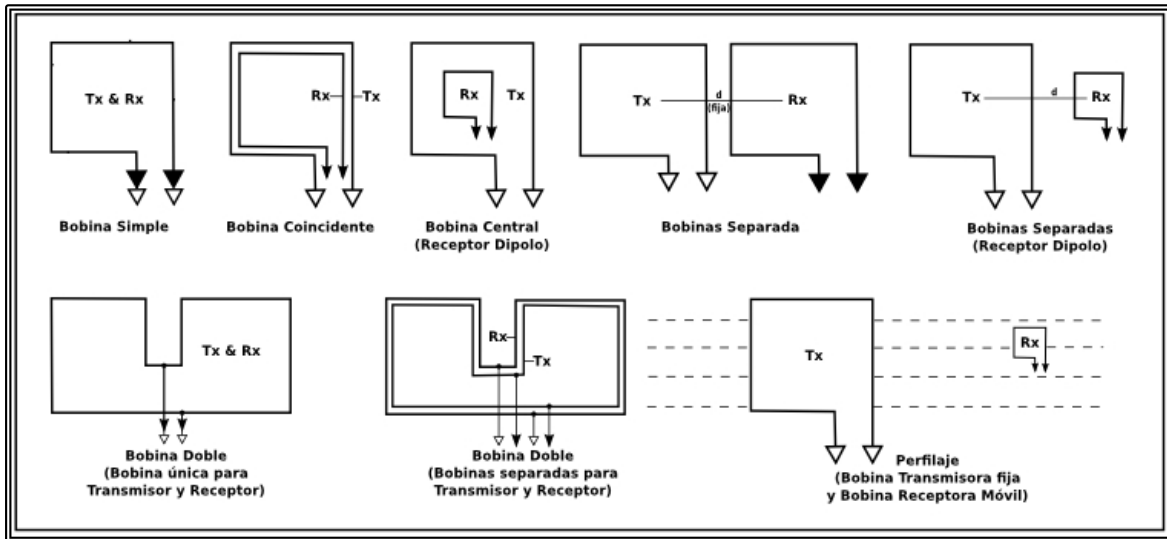 Tx & Rx
Bobina Simple
Rx
Tx
Bobina Coincidente
Rx
Tx
Bobina Central
(Receptor Dipolo)
Tx
d
(fija)
Rx
Bobinas Separada
Tx
d
Rx
Bobinas Separadas
(Receptor Dipolo)
Tx & Rx
Bobina Doble
(Bobina única para
Transmisor y Receptor)
Rx
Tx
Bobina Doble
(Bobinas separadas para
Transmisor y Receptor)
Tx
Rx
Perfilaje
(Bobina Transmisora fija
y Bobina Receptora Móvil)